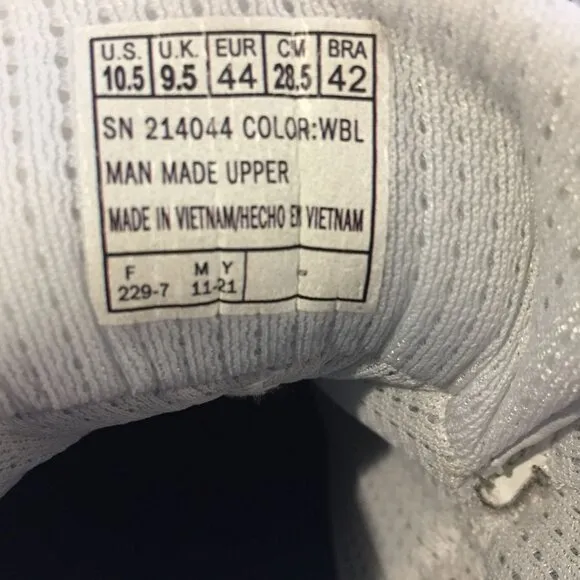 U.S. U.K. EUR CM BRA
10.5 9.5 44 28.5 42
SN 214044 COLOR:WBL
MAN MADE UPPER
MADE IN VIETNAM/HECHO EN VIETNAM
F M Y
229-7 11-21 -